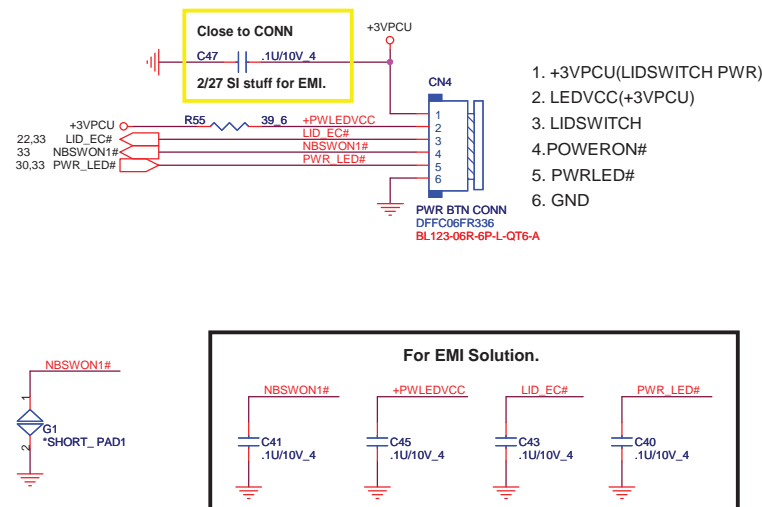 Close to CONN
+3VPCU
C47
.1U/10V_4
2/27 SI stuff for EMI.
CN4
+3VPCU
R55
39_6
+PWLEDVCC
22,33
LID_EC#
LID_EC#
33
NBSWON1#
NBSWON1#
30,33
PWR_LED#
PWR_LED#
1
2
3
4
5
6
PWR BTN CONN
DFFC06FR336
BL123-06R-6P-L-QT6-A
1. +3VPCU(LIDSWITCH PWR)
2. LEDVCC(+3VPCU)
3. LIDSWITCH
4.POWERON#
5. PWRLED#
6. GND
NBSWON1#
1
G1
*SHORT_ PAD1
2
For EMI Solution.
NBSWON1#
C41
.1U/10V_4
+PWLEDVCC
C45
.1U/10V_4
LID_EC#
C43
.1U/10V_4
PWR_LED#
C40
.1U/10V_4